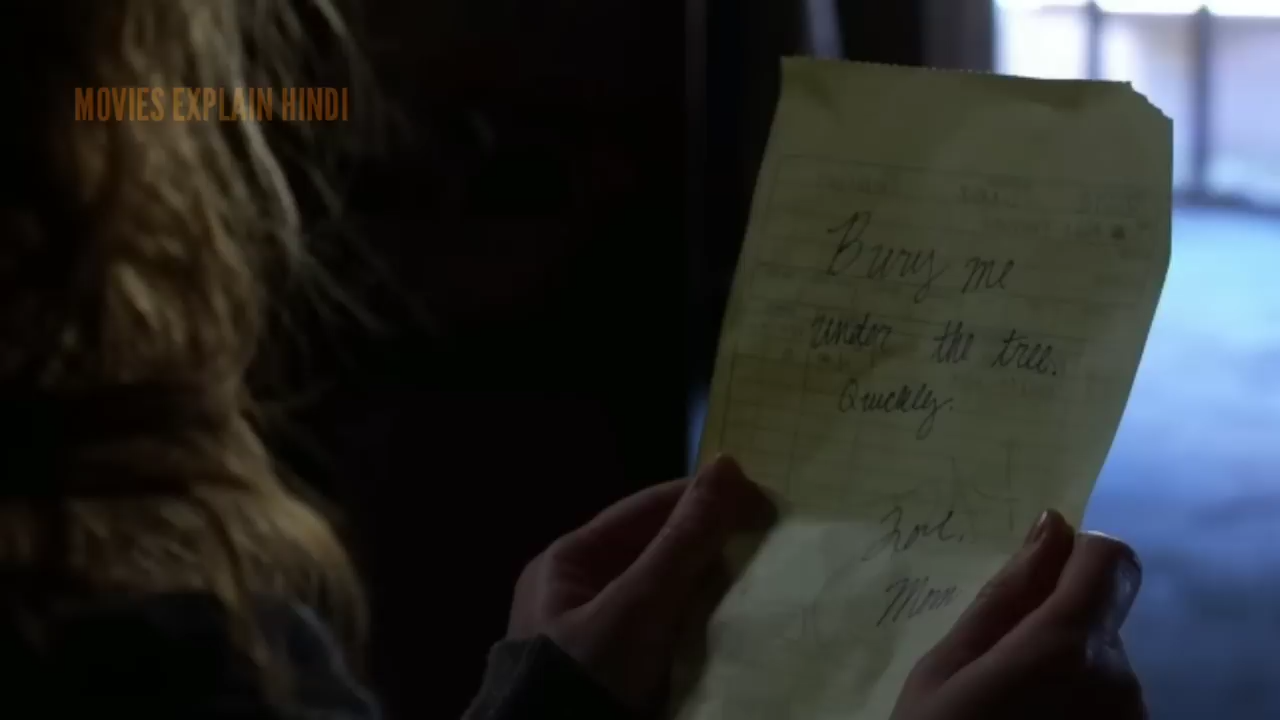 MOVIES EXPLAIN HINDI
Bury me
under the tree.
Quickly.
Love,
Mom